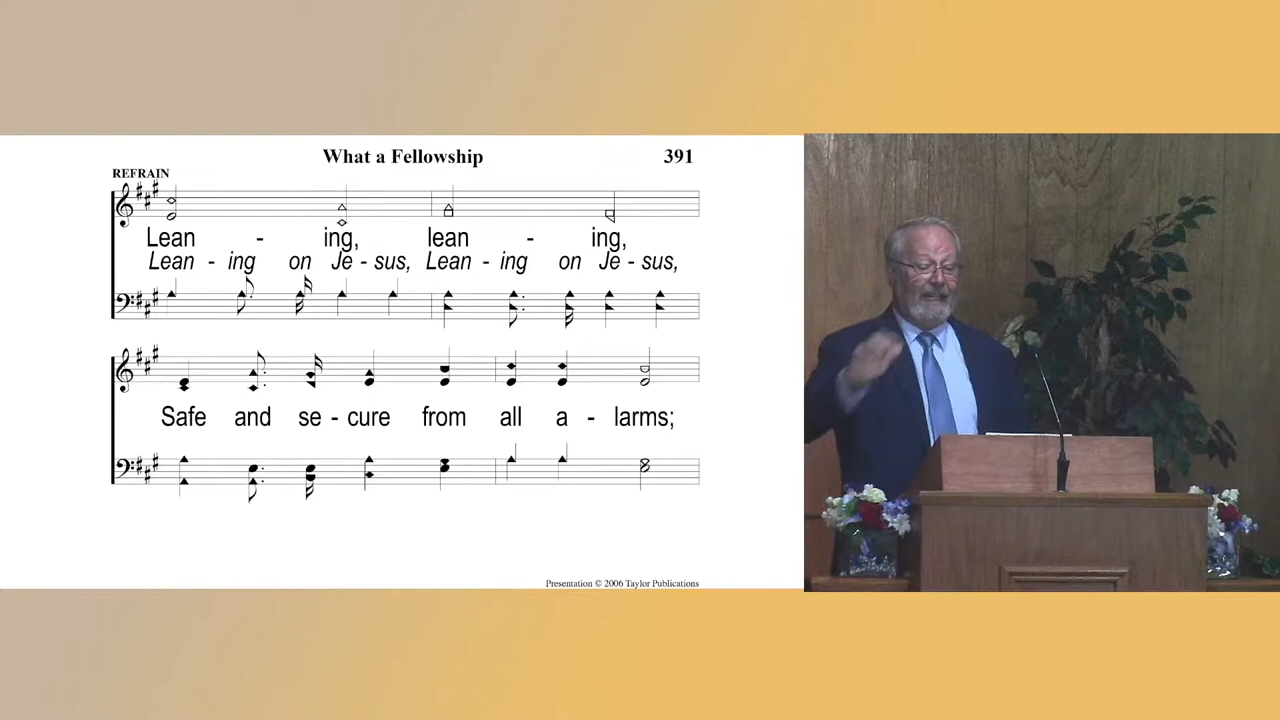 What a Fellowship 391
REFRAIN
Lean - ing, lean - ing,
Lean - ing on Je - sus, Lean - ing on Je - sus,
Safe and se - cure from all a - larms;
Presentation © 2006 Taylor Publications